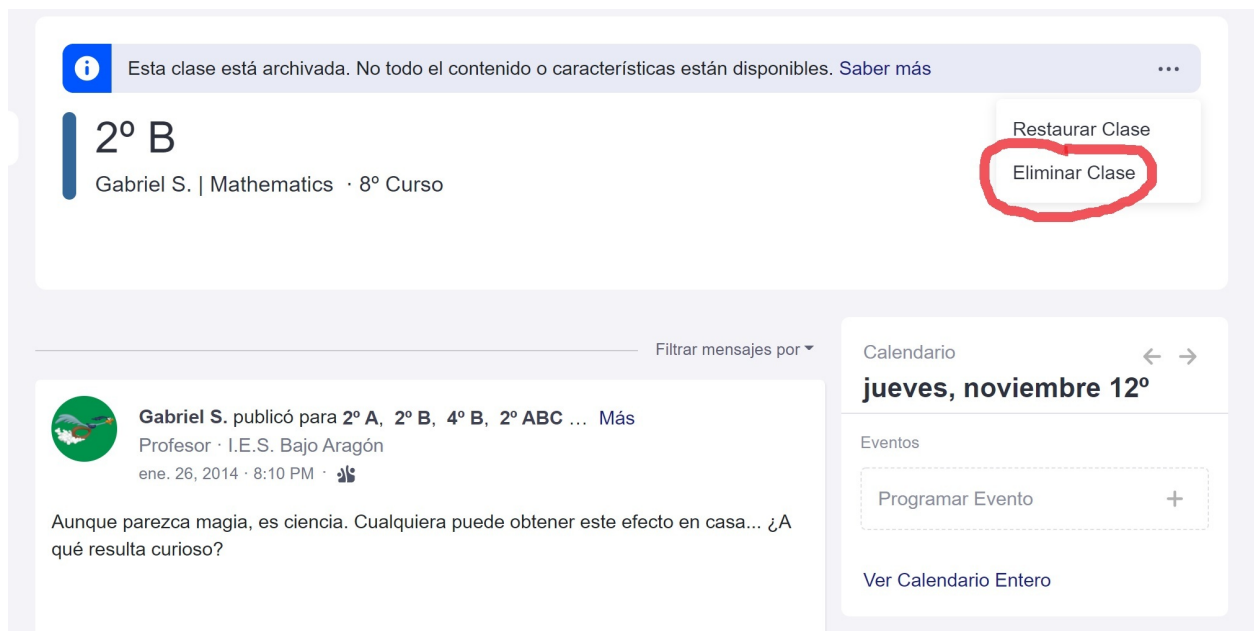 Esta clase está archivada. No todo el contenido o características están disponibles. Saber más
2º B
Gabriel S. | Mathematics · 8º Curso
Restaurar Clase
Eliminar Clase
Filtrar mensajes por
Gabriel S. publicó para 2º A, 2º B, 4º B, 2º ABC ... Más
Profesor · I.E.S. Bajo Aragón
ene. 26, 2014 · 8:10 PM ·
Aunque parezca magia, es ciencia. Cualquiera puede obtener este efecto en casa... ¿A
qué resulta curioso?
Calendario
jueves, noviembre 12º
Eventos
Programar Evento
Ver Calendario Entero